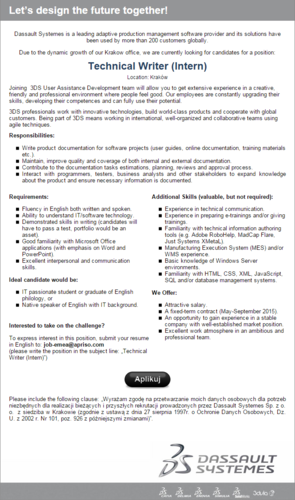 Let's design the future together!
Dassault Systemes is a leading adaptive production management software provider and its solutions have
been used by more than 200 customers globally.
Due to the dynamic growth of our Krakow office, we are currently looking for candidates for a position:
Technical Writer (Intern)
Location: Kraków
Joining 3DS User Assistance Development team will allow you to get extensive experience in a creative,
friendly and professional environment where people feel good. Our employees are constantly upgrading their
skills, developing their competences and can fully use their potential.
3DS professionals work with innovative technologies, build world-class products and cooperate with global
customers. Being part of 3DS means working in international, well-organized and collaborative teams using
agile techniques.
Responsibilities:
Write product documentation for software projects (user guides, online documentation, training materials
etc.)
Maintain, improve quality and coverage of both internal and external documentation.
Contribute to the documentation tasks estimations, planning, reviews and approval process.
Interact with programmers, testers, business analysts and other stakeholders to expand knowledge
about the product and ensure necessary information is documented.
Requirements:
Fluency in English both written and spoken.
Ability to understand IT/software technology.
Demonstrated skills in writing (candidates will
have to pass a test, portfolio would be an
asset).
Good familiarity with Microsoft Office
applications (with emphasis on Word and
PowerPoint).
Excellent interpersonal and communication
skills.
Ideal candidate would be:
IT passionate student or graduate of English
philology, or
Native speaker of English with IT background.
Interested to take on the challenge?
To express interest in this position, submit your resume
in English to: job-emea@apriso.com
(please write the position in the subject line: „Technical
Writer (Intern)")
Additional Skills (valuable, but not required):
Experience in technical communication.
Experience in preparing e-trainings and/or giving
trainings.
Familiarity with technical information authoring
tools (e.g. Adobe RoboHelp, MadCap Flare,
Just Systems XMetaL).
Manufacturing Execution System (MES) and/or
WMS experience.
Basic knowledge of Windows Server
environments.
Familiarity with HTML, CSS, XML, JavaScript,
SQL and/or database management systems.
We Offer:
Attractive salary.
A fixed-term contract (May-September 2015).
An opportunity to gain experience in a stable
company with well-established market position.
Excellent work atmosphere in an ambitious and
professional team.
Aplikuj
Please include the following clause: „Wyrażam zgodę na przetwarzanie moich danych osobowych dla potrzeb
niezbędnych dla realizacji bieżących i przyszłych rekrutacji prowadzonych przez Dassault Systemes Sp. z o.
o. z siedzibą w Krakowie (zgodnie z ustawą z dnia 27 sierpnia 1997r. o Ochronie Danych Osobowych, Dz.
U. z 2002 r. Nr 101, poz. 926 z późniejszymi zmianami)".
DASSAULT
SYSTEMES